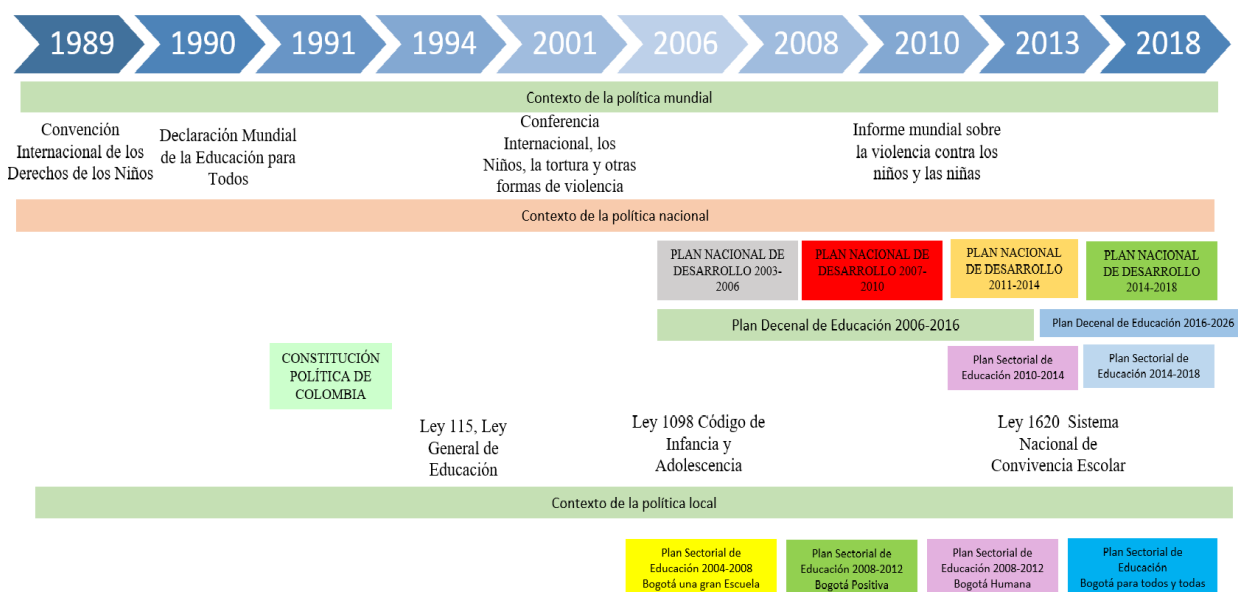 1989 1990 1991 1994 2001 2006 2008 2010 2013 2018
Contexto de la política mundial
Convención
Internacional de los
Derechos de los Niños
Declaración Mundial
de la Educación para
Todos
Conferencia
Internacional, los
Niños, la tortura y otras
formas de violencia
Informe mundial sobre
la violencia contra los
niños y las niñas
Contexto de la política nacional
PLAN NACIONAL DE
DESARROLLO 2003-
2006
PLAN NACIONAL DE
DESARROLLO 2007-
2010
PLAN NACIONAL
DE DESARROLLO
2011-2014
PLAN NACIONAL
DE DESARROLLO
2014-2018
Plan Decenal de Educación 2006-2016
Plan Decenal de Educación 2016-2026
CONSTITUCIÓN
POLÍTICA DE
COLOMBIA
Plan Sectorial de
Educación 2010-2014
Plan Sectorial de
Educación 2014-2018
Ley 115, Ley
General de
Educación
Ley 1098 Código de
Infancia y
Adolescencia
Ley 1620 Sistema
Nacional de
Convivencia Escolar
Contexto de la política local
Plan Sectorial de
Educación 2004-2008
Bogotá una gran Escuela
Plan Sectorial de
Educación 2008-2012
Bogotá Positiva
Plan Sectorial de
Educación 2008-2012
Bogotá Humana
Plan Sectorial de
Educación
Bogotá para todos y todas